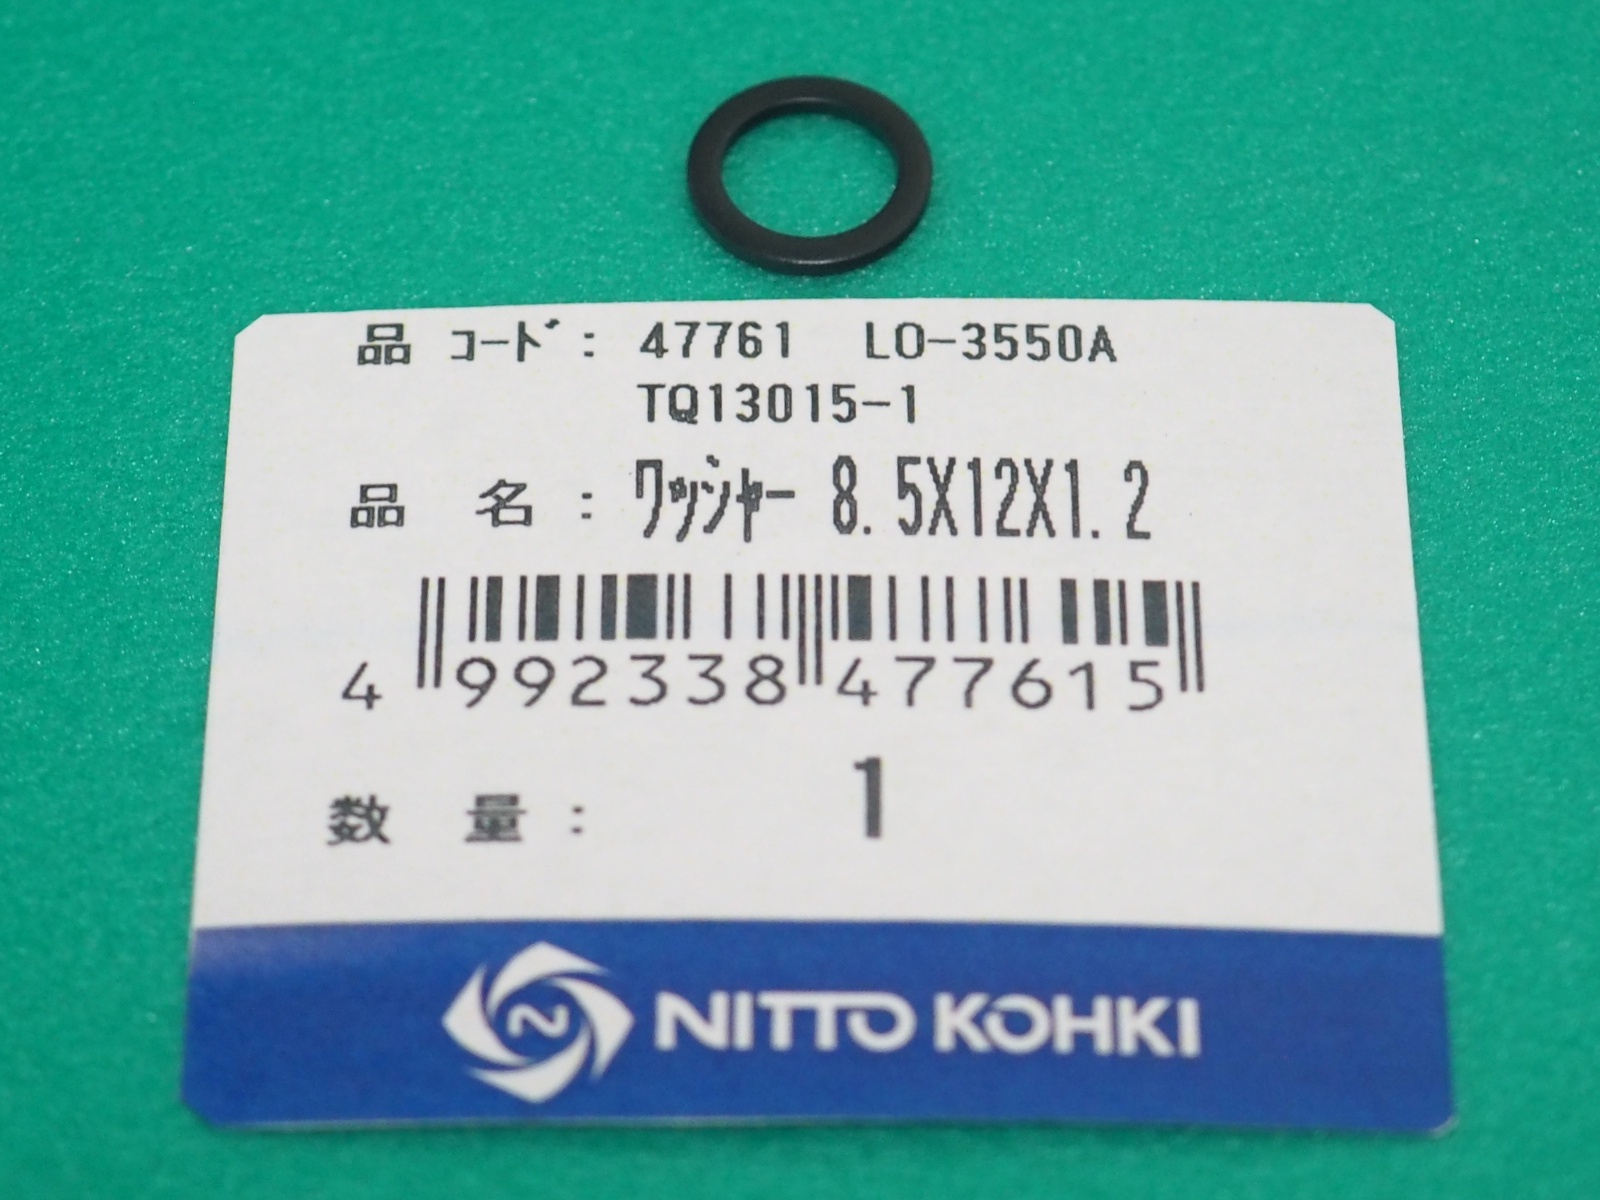 品 ｺｰﾄﾞ : 47761 LO-3550A
TQ13015-1
品 名 : ﾜｯｼｬｰ 8.5X12X1.2
4 992338 477615
数 量 : 1
NITTO KOHKI